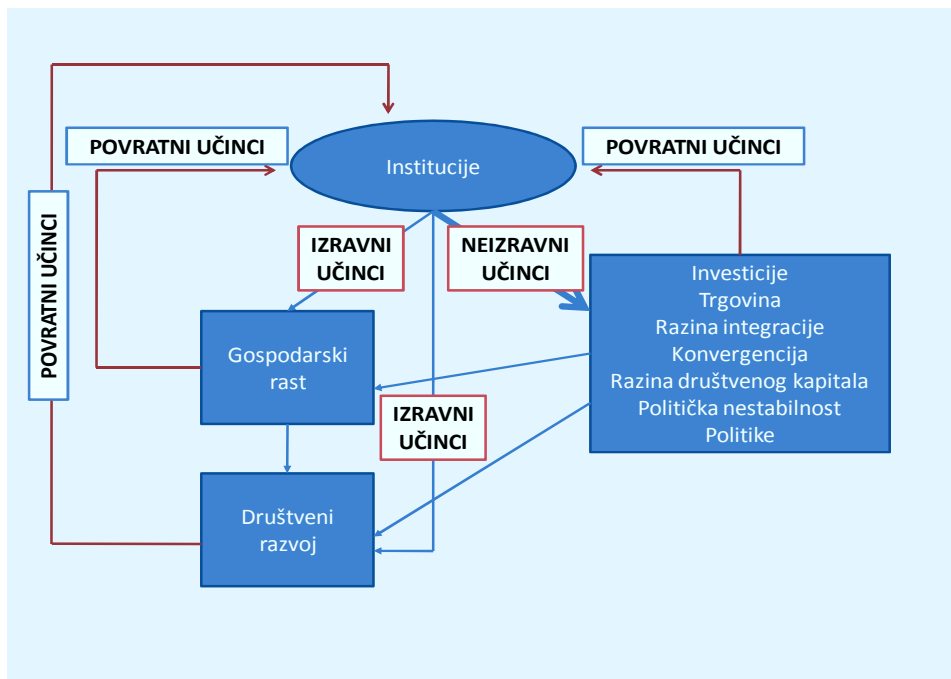 POVRATNI UČINCI
Institucije
POVRATNI UČINCI
POVRATNI UČINCI
IZRAVNI
UČINCI
NEIZRAVNI
UČINCI
Investicije
Trgovina
Razina integracije
Konvergencija
Razina društvenog kapitala
Politička nestabilnost
Politike
Gospodarski
rast
IZRAVNI
UČINCI
Društveni
razvoj